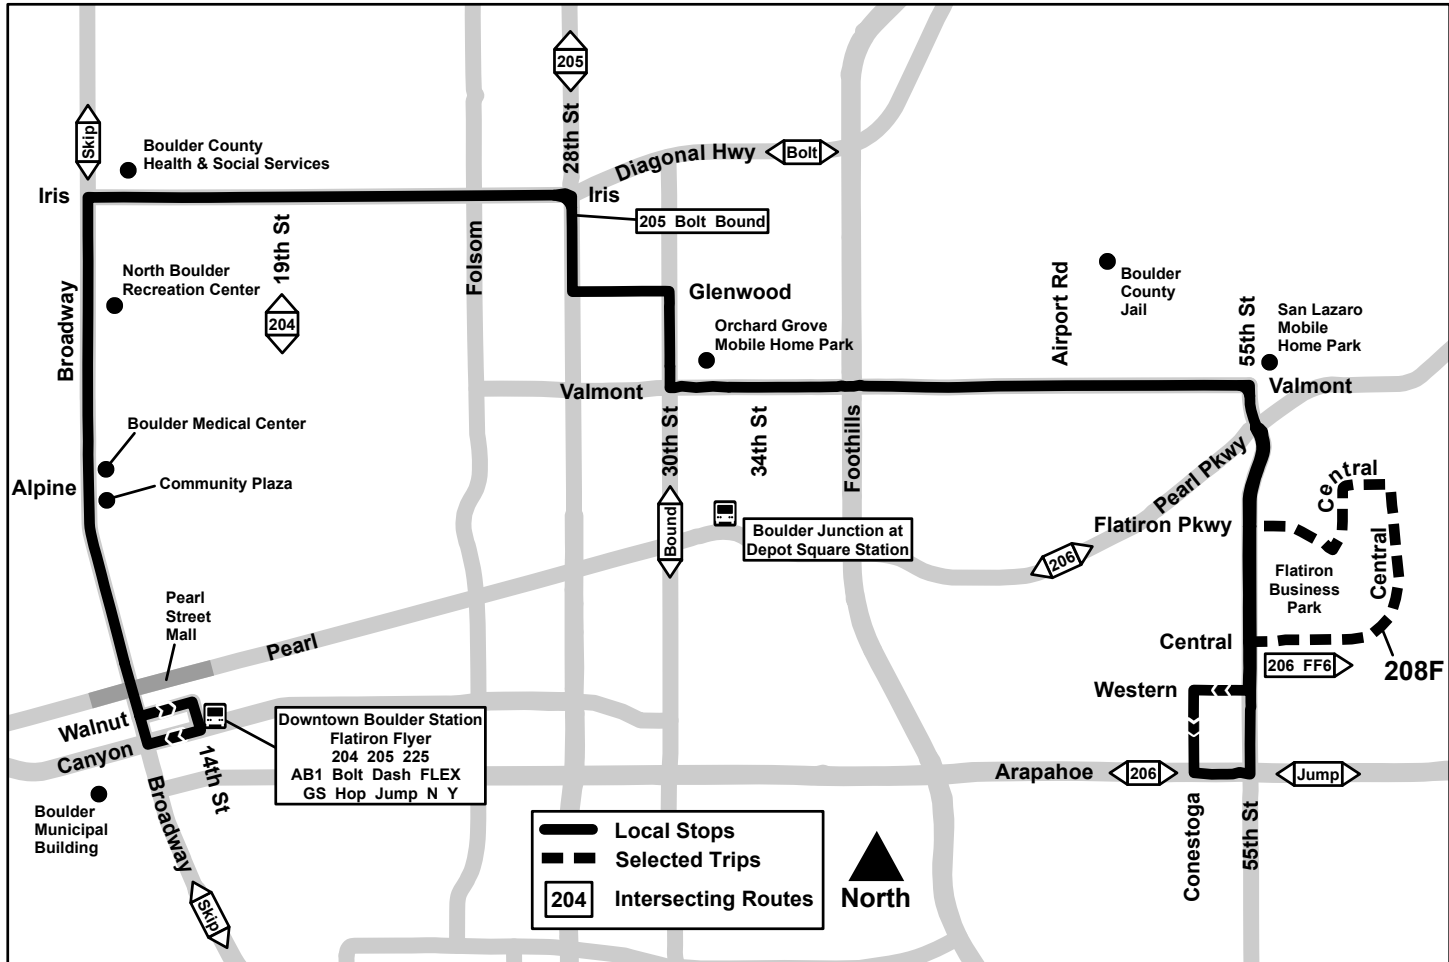 205
28th St
Skip
Boulder County
Health & Social Services
Diagonal Hwy
Bolt
Iris
Iris
205 Bolt Bound
19th St
Folsom
North Boulder
Recreation Center
204
Broadway
Glenwood
Airport Rd
Boulder
County
Jail
55th St
San Lazaro
Mobile
Home Park
Orchard Grove
Mobile Home Park
Valmont
Valmont
30th St
34th St
Foothills
Boulder Medical Center
Alpine
Community Plaza
Pearl Pkwy
Central
Bound
Boulder Junction at
Depot Square Station
Flatiron Pkwy
206
Flatiron
Business
Park
Central
Pearl
Street
Mall
Pearl
Central
206 FF6
208F
Western
Walnut
Canyon
14th St
Downtown Boulder Station
Flatiron Flyer
204 205 225
AB1 Bolt Dash FLEX
GS Hop Jump N Y
Arapahoe
206
Jump
Boulder
Municipal
Building
Broadway
Conestoga
55th St
Skip
Local Stops
Selected Trips
204 Intersecting Routes
North